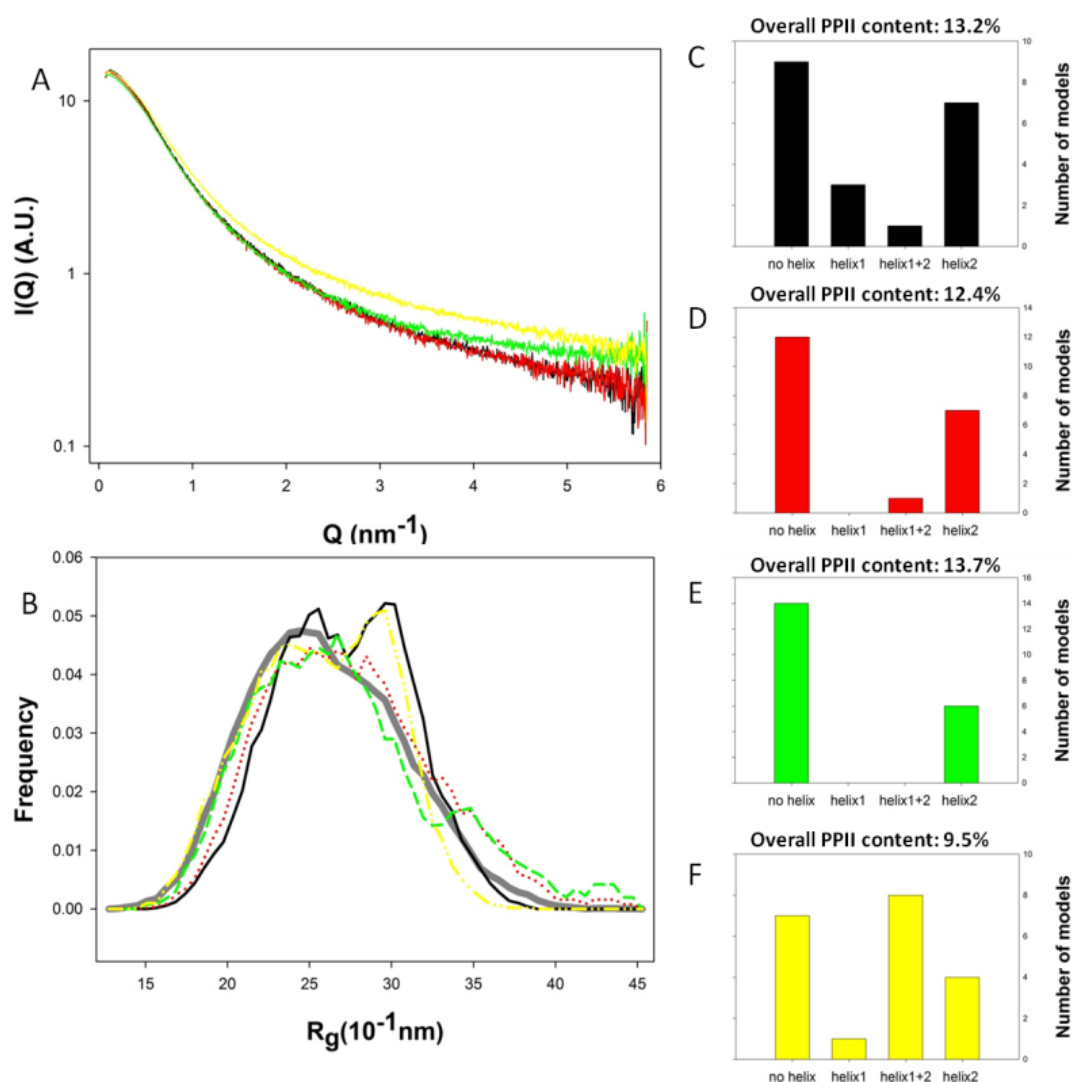 A
10
1
0.1
I(Q) (A.U.)
0 1 2 3 4 5 6
Q (nm-1)
B
0.06
0.05
0.04
0.03
0.02
0.01
0.00
Frequency
15 20 25 30 35 40 45
Rg(10-1nm)
C
Overall PPII content: 13.2%
10
8
6
4
2
0
Number of models
no helix helix1 helix1+2 helix2
D
Overall PPII content: 12.4%
14
12
10
8
6
4
2
0
Number of models
no helix helix1 helix1+2 helix2
E
Overall PPII content: 13.7%
16
14
12
10
8
6
4
2
0
Number of models
no helix helix1 helix1+2 helix2
F
Overall PPII content: 9.5%
10
8
6
4
2
0
Number of models
no helix helix1 helix1+2 helix2